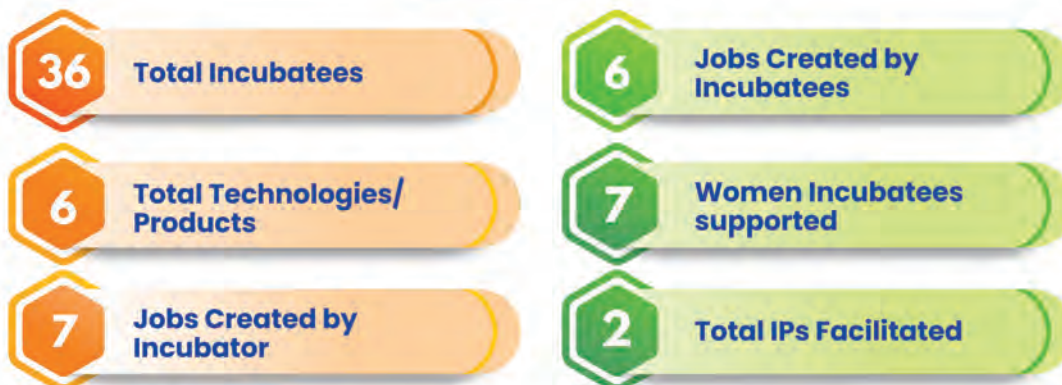 36
Total Incubatees
6
Total Technologies/
Products
7
Jobs Created by
Incubator
6
Jobs Created by
Incubatees
7
Women Incubatees
supported
2
Total IPs Facilitated